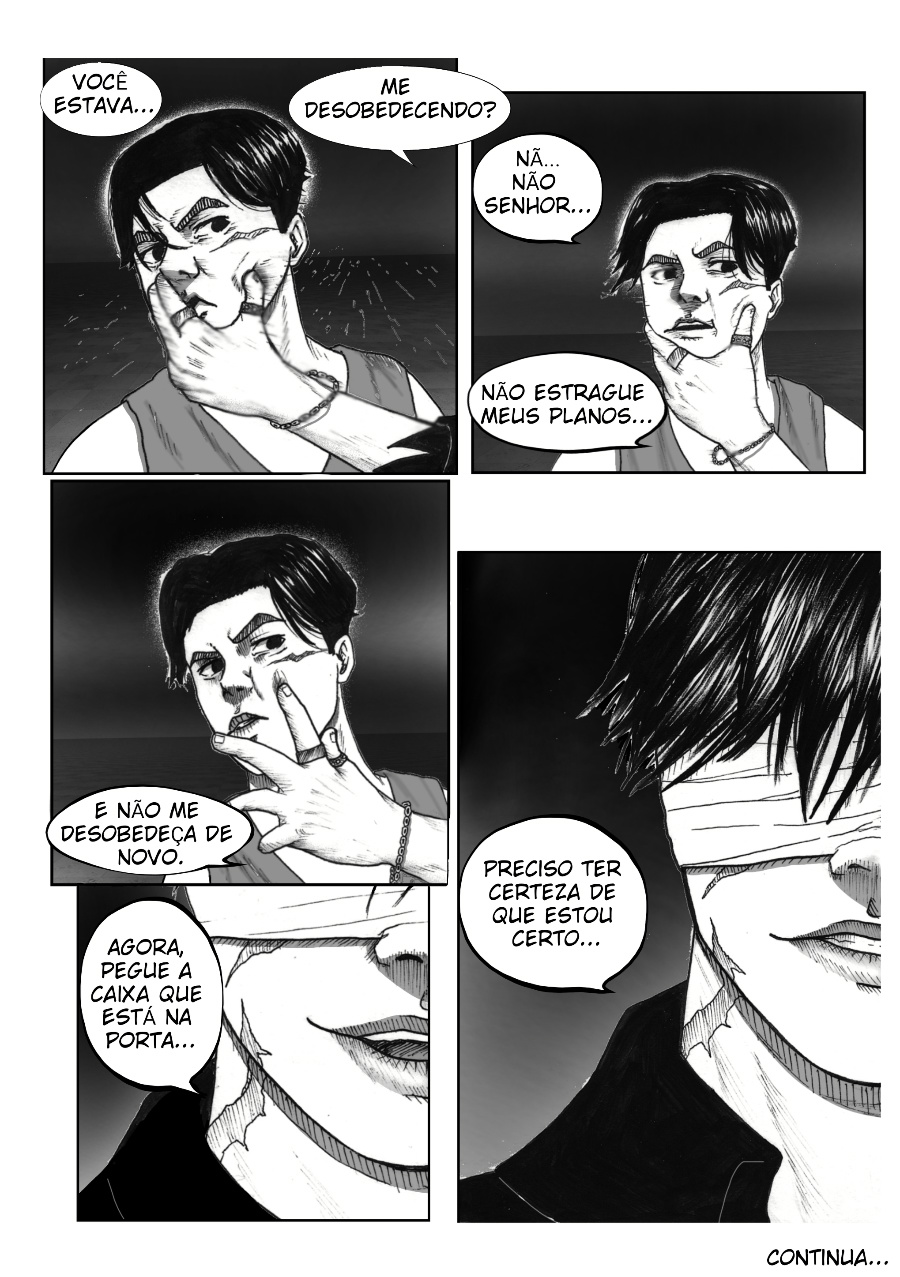 VOCÊ
ESTAVA...
ME
DESOBEDECENDO?
NÃ...
NÃO
SENHOR...
NÃO ESTRAGUE
MEUS PLANOS...
E NÃO ME
DESOBEDEÇA DE
NOVO.
PRECISO TER
CERTEZA DE
QUE ESTOU
CERTO...
AGORA,
PEGUE A
CAIXA QUE
ESTÁ NA
PORTA...
CONTINUA...